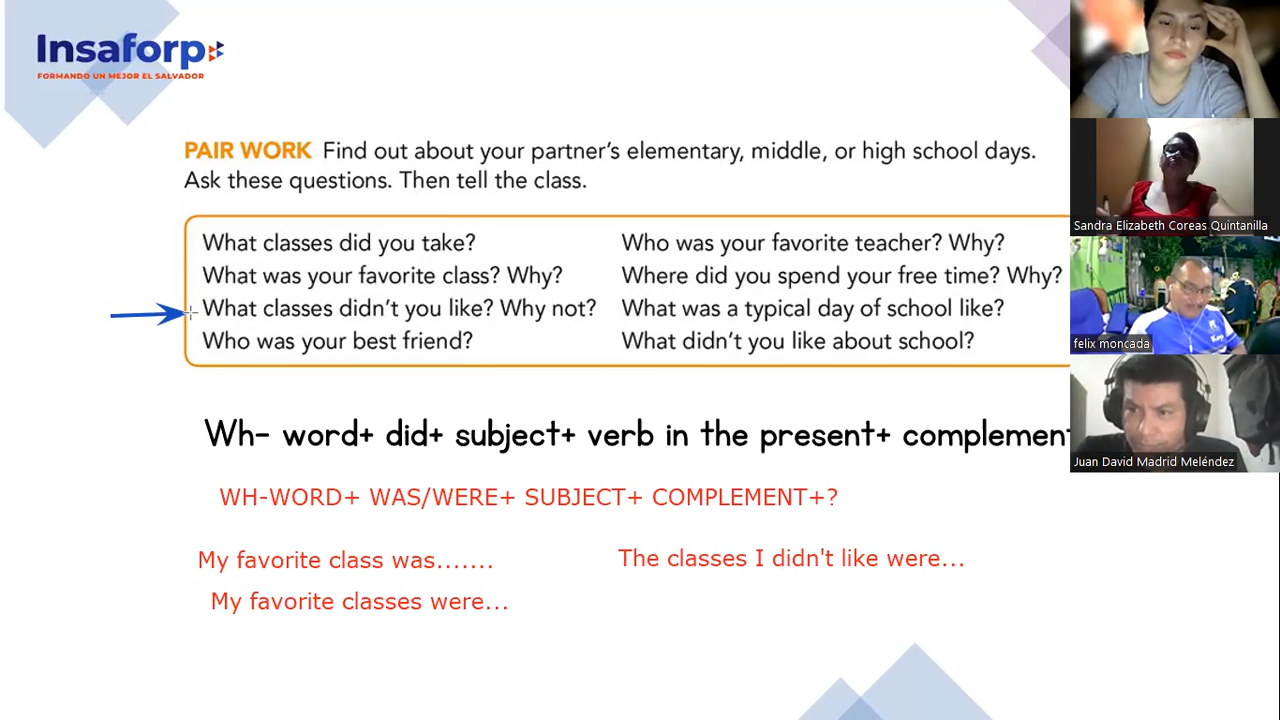 Insaforp
FORMANDO UN MEJOR EL SALVADOR
PAIR WORK Find out about your partner's elementary, middle, or high school days.
Ask these questions. Then tell the class.
What classes did you take?
What was your favorite class? Why?
What classes didn't you like? Why not?
Who was your best friend?
Who was your favorite teacher? Why?
Where did you spend your free time? Why?
What was a typical day of school like?
What didn't you like about school?
Wh- word+ did+ subject+ verb in the present+ complement
WH-WORD+ WAS/WERE+ SUBJECT+ COMPLEMENT+?
My favorite class was.......
My favorite classes were...
The classes I didn't like were...
Sandra Elizabeth Coreas Quintanilla
felix moncada
Juan David Madrid Meléndez